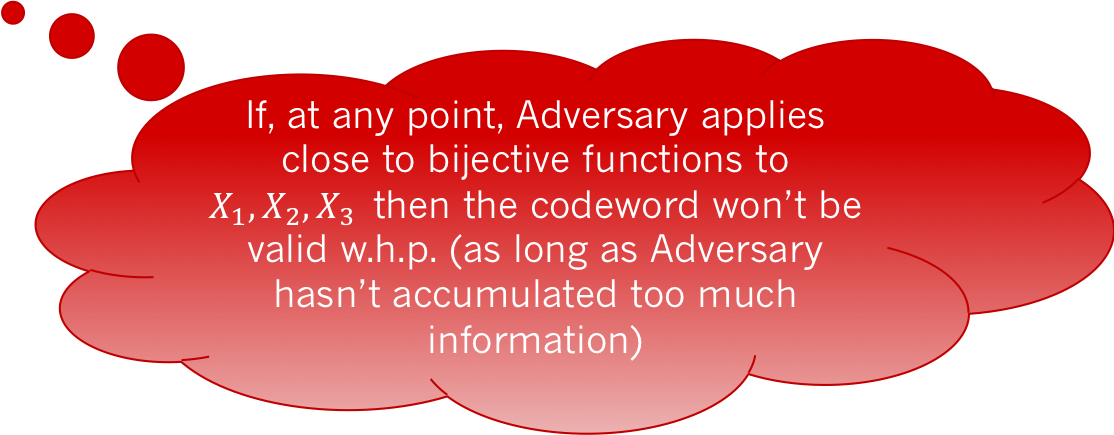 If, at any point, Adversary applies
close to bijective functions to
𝑋₁, 𝑋₂, 𝑋₃ then the codeword won’t be
valid w.h.p. (as long as Adversary
hasn’t accumulated too much
information)